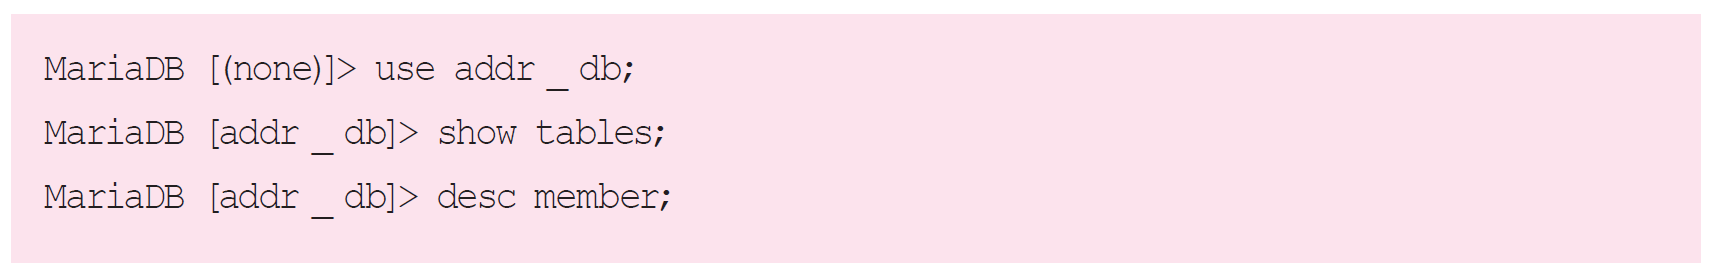 MariaDB [(none)]> use addr _ db;
MariaDB [addr _ db]> show tables;
MariaDB [addr _ db]> desc member;